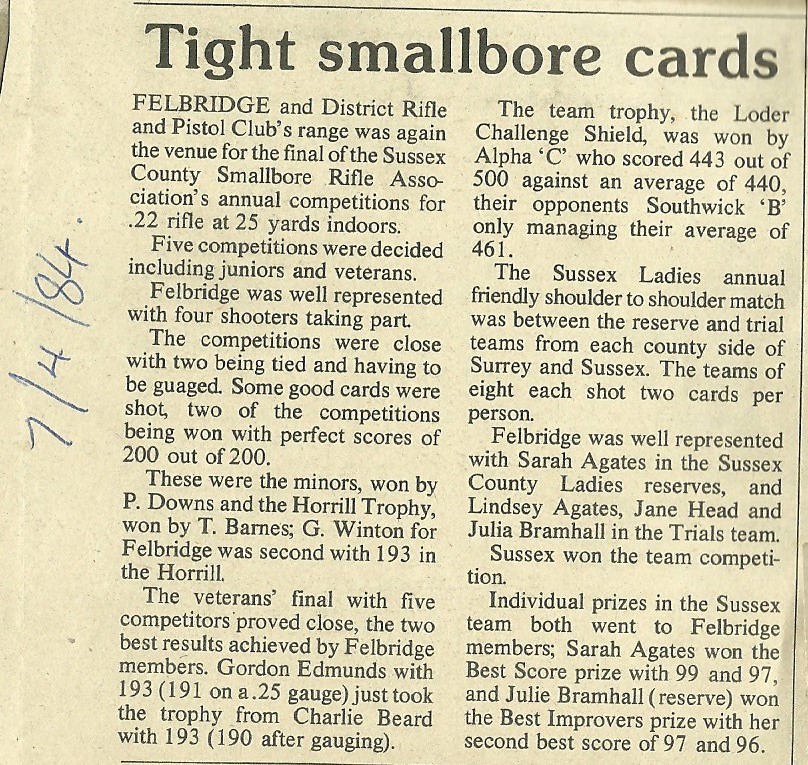 Tight smallbore cards
FELBRIDGE and District Rifle
and Pistol Club's range was again
the venue for the final of the Sussex
County Smallbore Rifle Asso-
ciation's annual competitions for
.22 rifle at 25 yards indoors.
Five competitions were decided
including juniors and veterans.
Felbridge was well represented
with four shooters taking part.
The competitions were close
with two being tied and having to
be guaged. Some good cards were
shot, two of the competitions
being won with perfect scores of
200 out of 200.
These were the minors, won by
P. Downs and the Horrill Trophy,
won by T. Barnes; G. Winton for
Felbridge was second with 193 in
the Horrill.
The veterans' final with five
competitors proved close, the two
best results achieved by Felbridge
members. Gordon Edmunds with
193 (191 on a .25 gauge) just took
the trophy from Charlie Beard
with 193 (190 after gauging).
The team trophy, the Loder
Challenge Shield, was won by
Alpha 'C' who scored 443 out of
500 against an average of 440,
their opponents Southwick 'B'
only managing their average of
461.
The Sussex Ladies annual
friendly shoulder to shoulder match
was between the reserve and trial
teams from each county side of
Surrey and Sussex. The teams of
eight each shot two cards per
person.
Felbridge was well represented
with Sarah Agates in the Sussex
County Ladies reserves, and
Lindsey Agates, Jane Head and
Julia Bramhall in the Trials team.
Sussex won the team competi-
tion.
Individual prizes in the Sussex
team both went to Felbridge
members; Sarah Agates won the
Best Score prize with 99 and 97,
and Julie Bramhall (reserve) won
the Best Improvers prize with her
second best score of 97 and 96.
7/4/84.